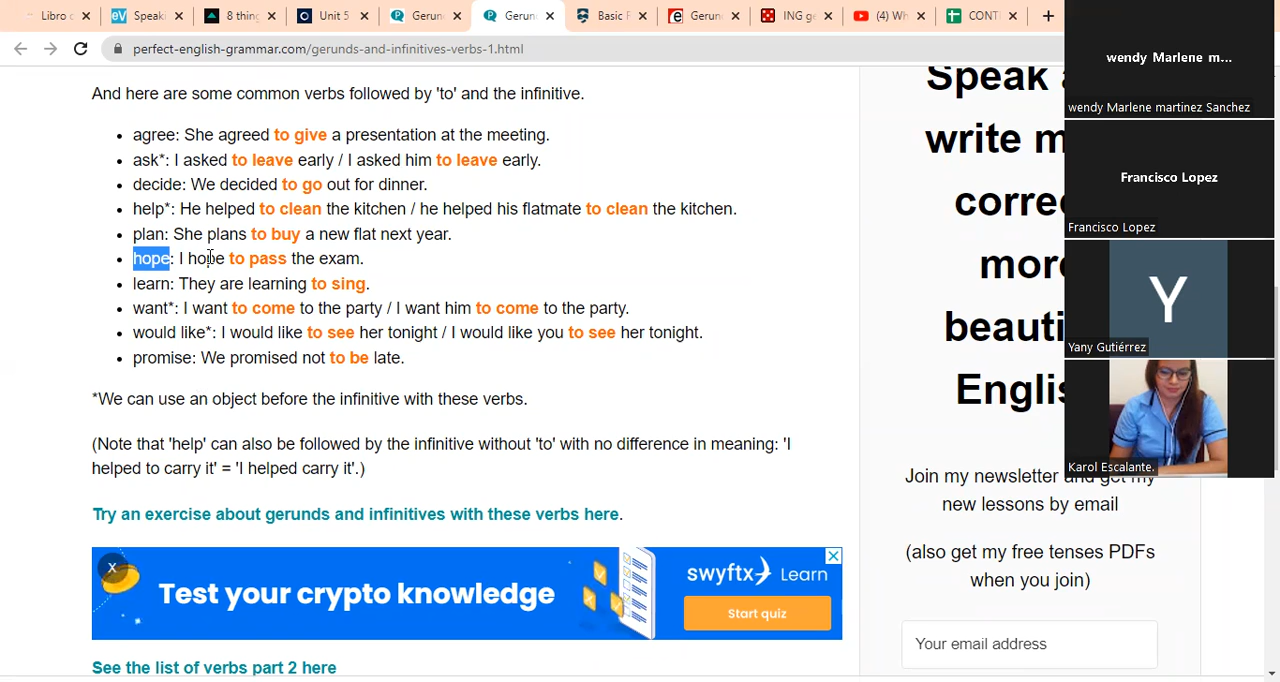 Libro c
Speaki
8 thing
Unit 5
Gerun
Gerun
Basic F
Gerun
ING ge
(4) Wh
CONT
perfect-english-grammar.com/gerunds-and-infinitives-verbs-1.html
And here are some common verbs followed by 'to' and the infinitive.
agree: She agreed to give a presentation at the meeting.
ask*: I asked to leave early / I asked him to leave early.
decide: We decided to go out for dinner.
help*: He helped to clean the kitchen / he helped his flatmate to clean the kitchen.
plan: She plans to buy a new flat next year.
hope: I hope to pass the exam.
learn: They are learning to sing.
want*: I want to come to the party / I want him to come to the party.
would like*: I would like to see her tonight / I would like you to see her tonight.
promise: We promised not to be late.
*We can use an object before the infinitive with these verbs.
(Note that 'help' can also be followed by the infinitive without 'to' with no difference in meaning: 'I
helped to carry it' = 'I helped carry it'.)
Try an exercise about gerunds and infinitives with these verbs here.
X
Test your crypto knowledge
swyftx Learn
Start quiz
See the list of verbs part 2 here
Speak a
write m
corre
more
beauti
Englis
Join my newsletter and get my
new lessons by email
(also get my free tenses PDFs
when you join)
Your email address
wendy Marlene m...
wendy Marlene martinez Sanchez
Francisco Lopez
Francisco Lopez
Y
Yany Gutiérrez
Karol Escalante.